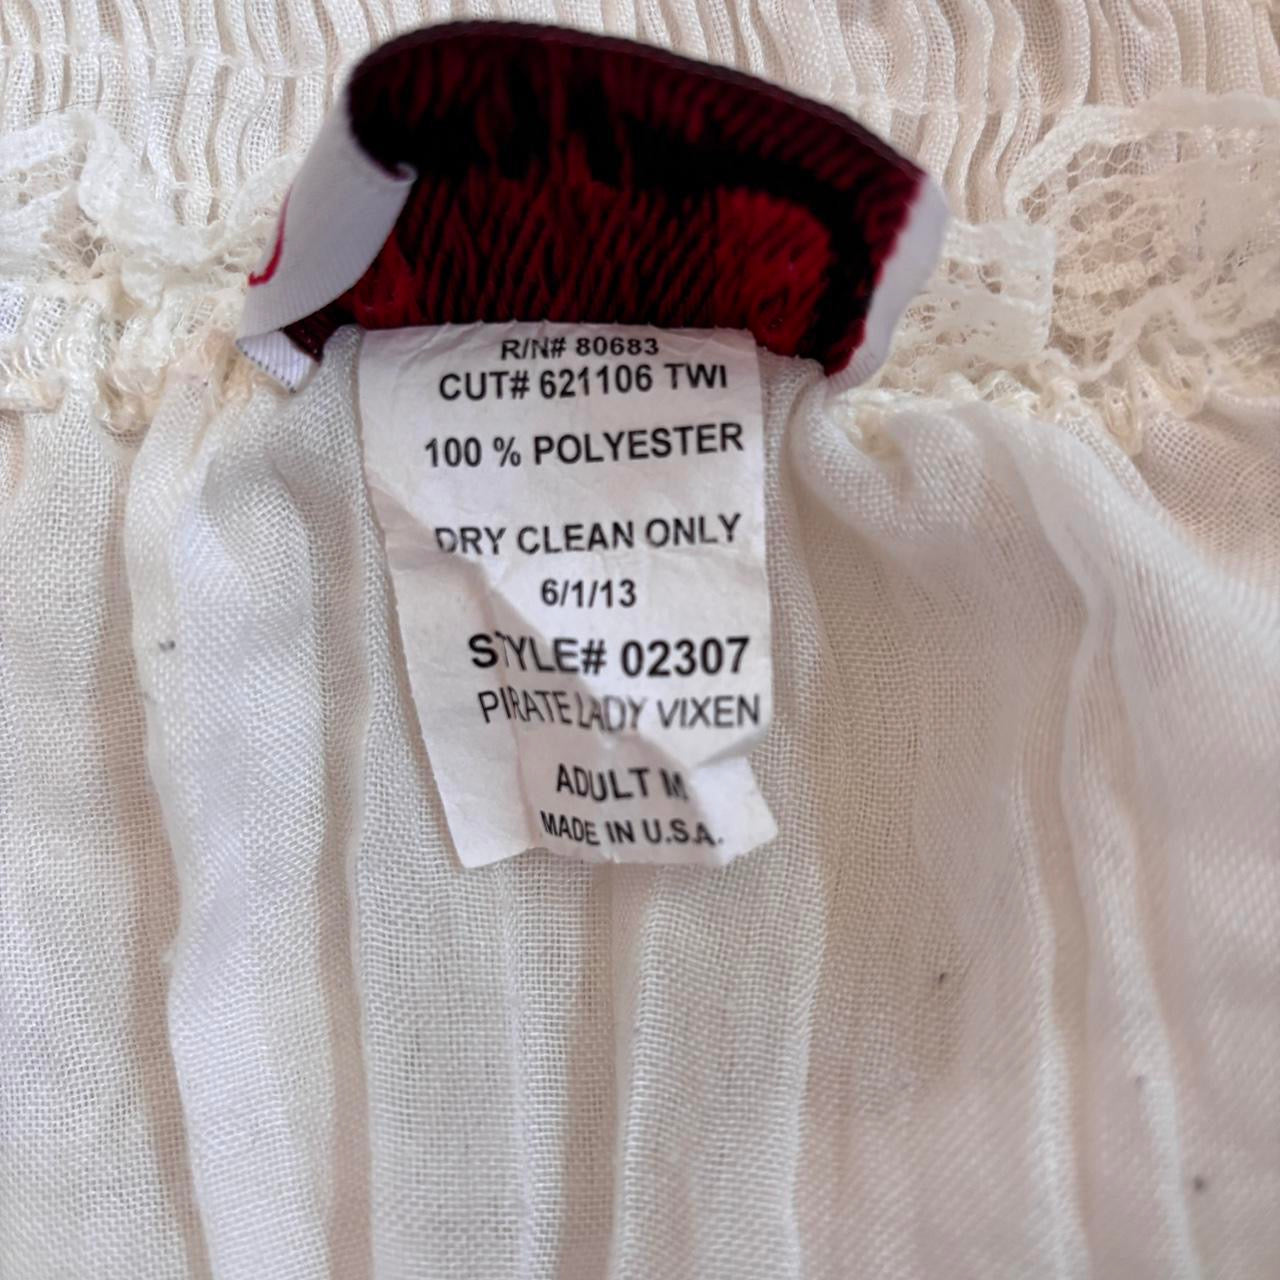 R/N# 80683
CUT# 621106 TWI
100 % POLYESTER
DRY CLEAN ONLY
6/1/13
STYLE# 02307
PIRATE LADY VIXEN
ADULT M
MADE IN U.S.A.